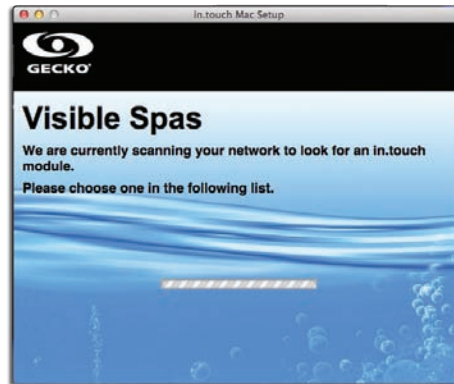 in.touch Mac Setup
GECKO
Visible Spas
We are currently scanning your network to look for an in.touch
module.
Please choose one in the following list.